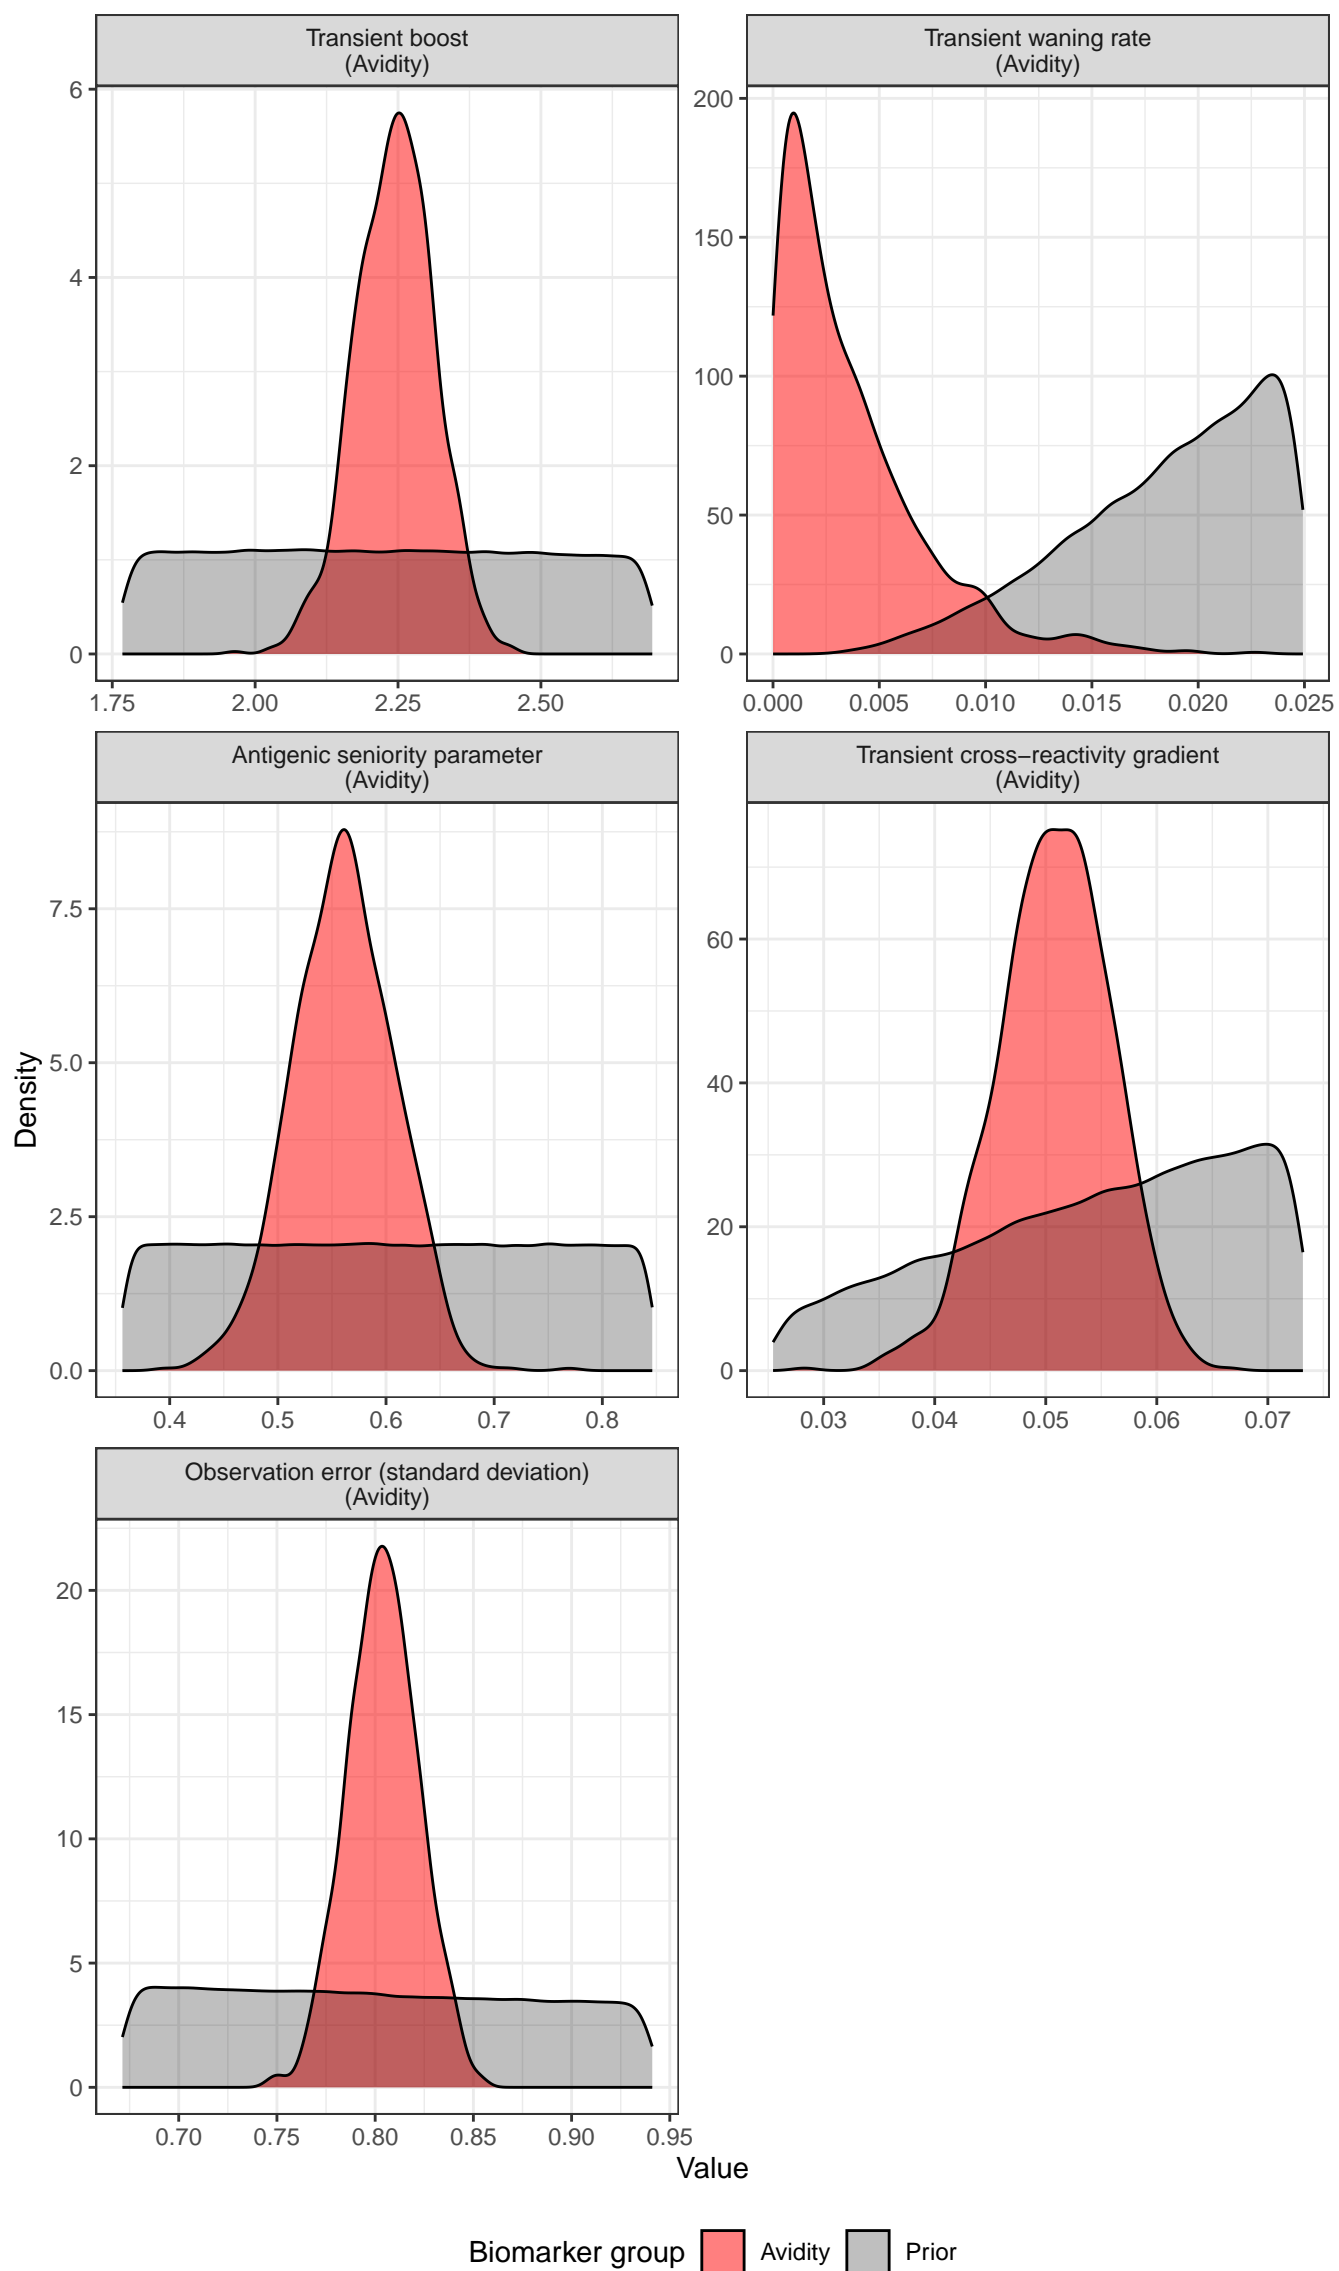 Transient boost
(Avidity)
Transient waning rate
(Avidity)
6
4
2
0
1.75 2.00 2.25 2.50
200
150
100
50
0
0.000 0.005 0.010 0.015 0.020 0.025
Antigenic seniority parameter
(Avidity)
Transient cross−reactivity gradient
(Avidity)
Density
7.5
5.0
2.5
0.0
0.4 0.5 0.6 0.7 0.8
60
40
20
0
0.03 0.04 0.05 0.06 0.07
Observation error (standard deviation)
(Avidity)
20
15
10
5
0
0.70 0.75 0.80 0.85 0.90 0.95
Value
Biomarker group Avidity Prior